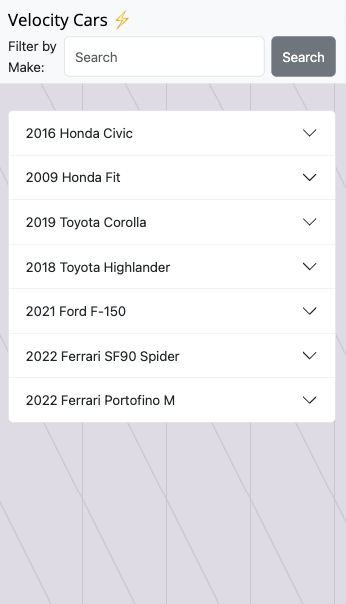 Velocity Cars ⚡
Filter by
Make:
Search
Search
2016 Honda Civic
2009 Honda Fit
2019 Toyota Corolla
2018 Toyota Highlander
2021 Ford F-150
2022 Ferrari SF90 Spider
2022 Ferrari Portofino M